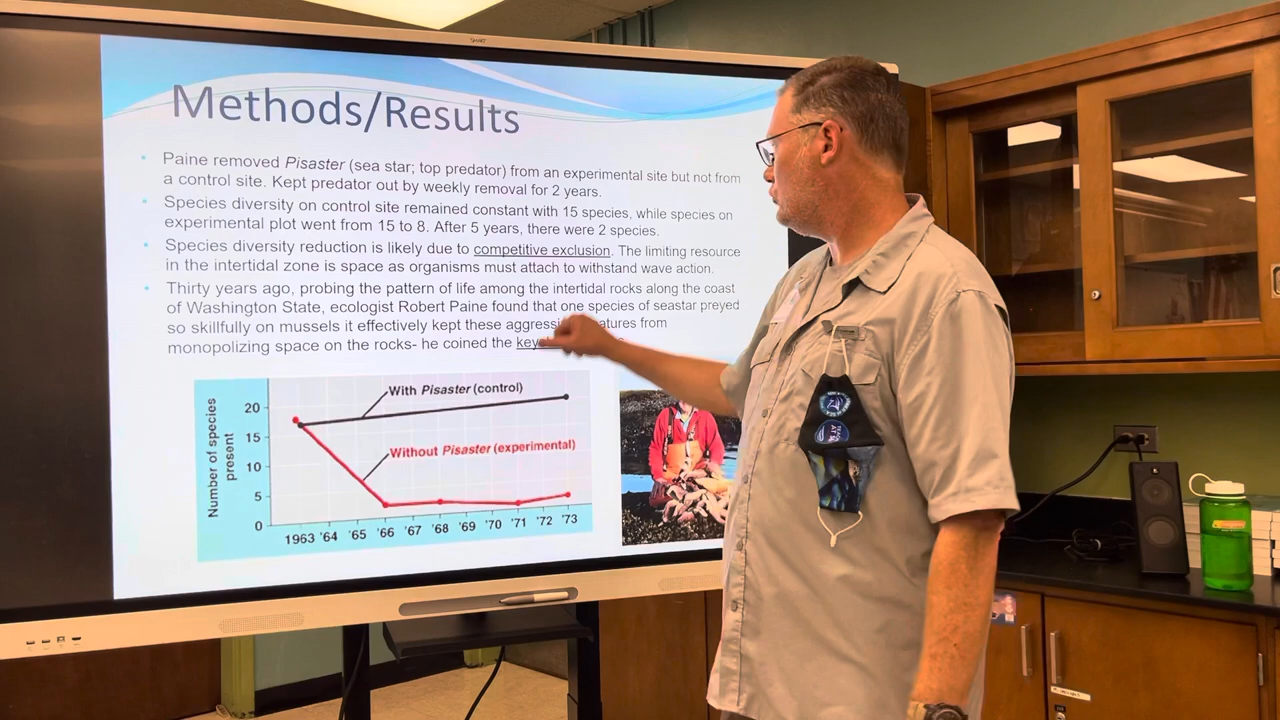 Methods/Results
Paine removed Pisaster (sea star; top predator) from an experimental site but not from
a control site. Kept predator out by weekly removal for 2 years.
Species diversity on control site remained constant with 15 species, while species on
experimental plot went from 15 to 8. After 5 years, there were 2 species.
Species diversity reduction is likely due to competitive exclusion. The limiting resource
in the intertidal zone is space as organisms must attach to withstand wave action.
Thirty years ago, probing the pattern of life among the intertidal rocks along the coast
of Washington State, ecologist Robert Paine found that one species of seastar preyed
so skillfully on mussels it effectively kept these from
monopolizing space on the rocks- he coined the
Number of species
present
20
15
10
5
0
With Pisaster (control)
Without Pisaster (experimental)
1963 '64 '65 '66 '67 '68 '69 '70 '71 '72 '73